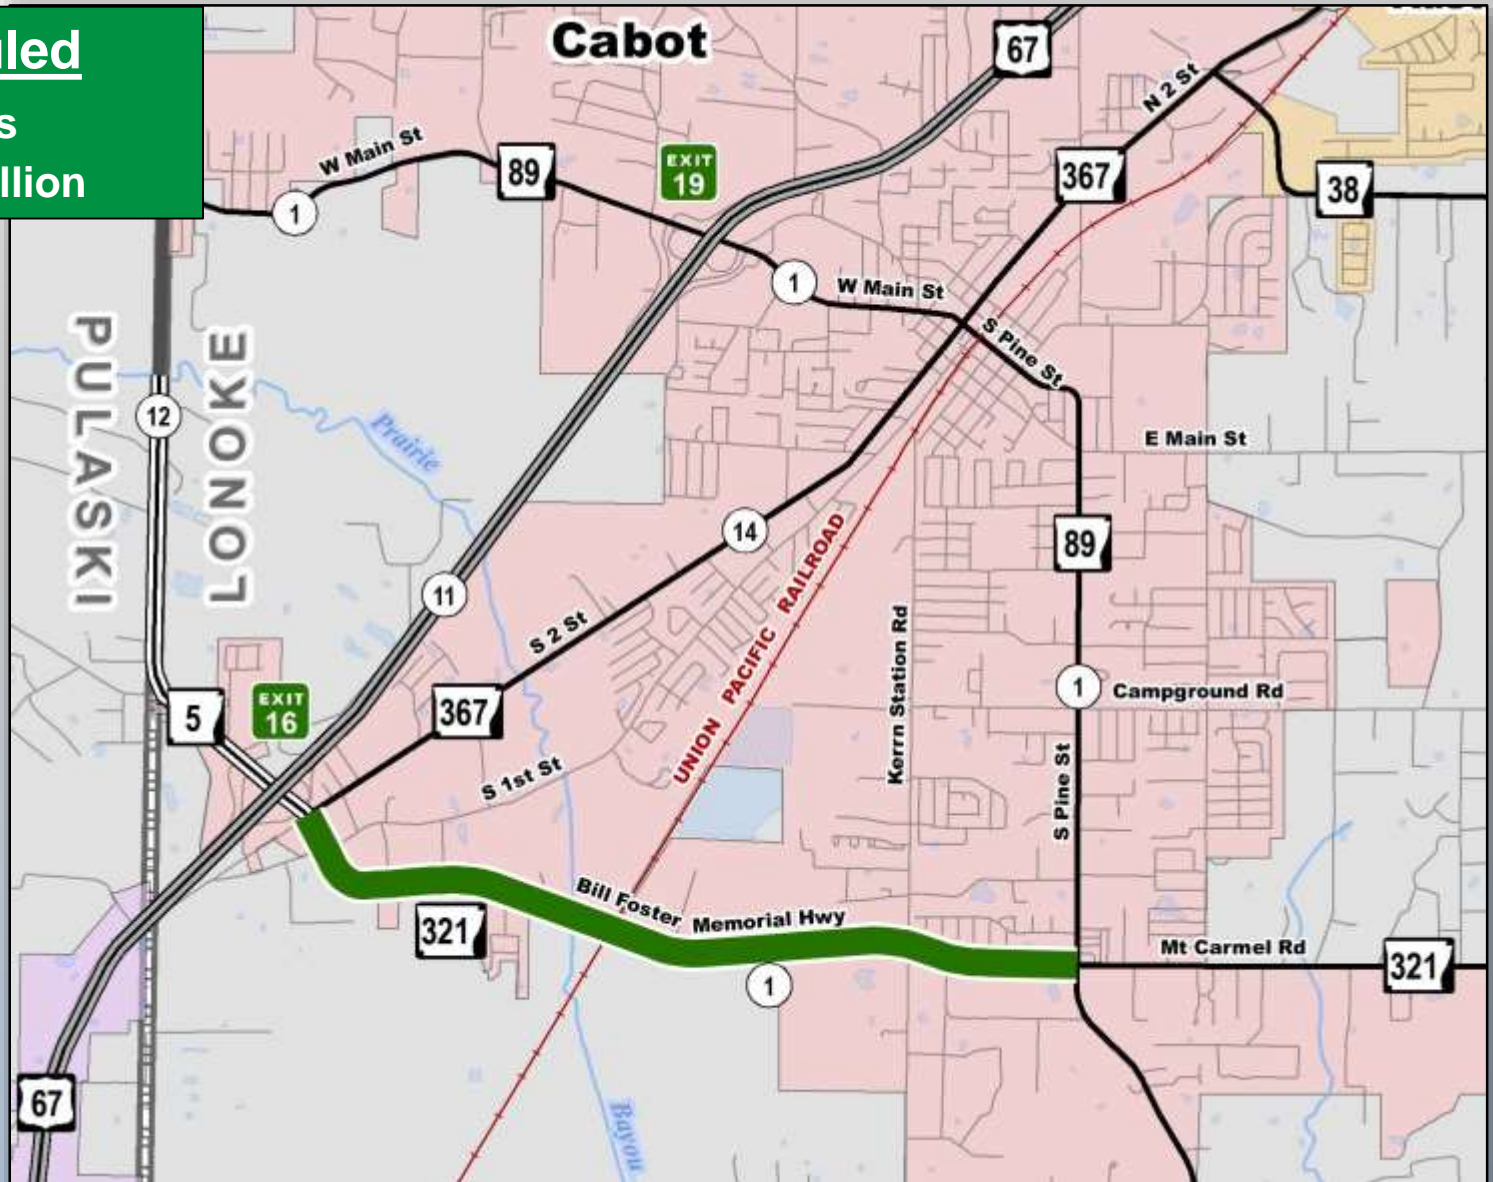 Cabot
67
N 2 St
W Main St
89
EXIT
19
367
38
1
1
W Main St
S Pine St
PULASKI
LONOKE
12
Prairie
E Main St
14
89
11
UNION PACIFIC RAILROAD
S 2 St
Kerrn Station Rd
1
Campground Rd
5
EXIT
16
367
S 1st St
S Pine St
Bill Foster Memorial Hwy
321
Mt Carmel Rd
321
1
67
Bayou